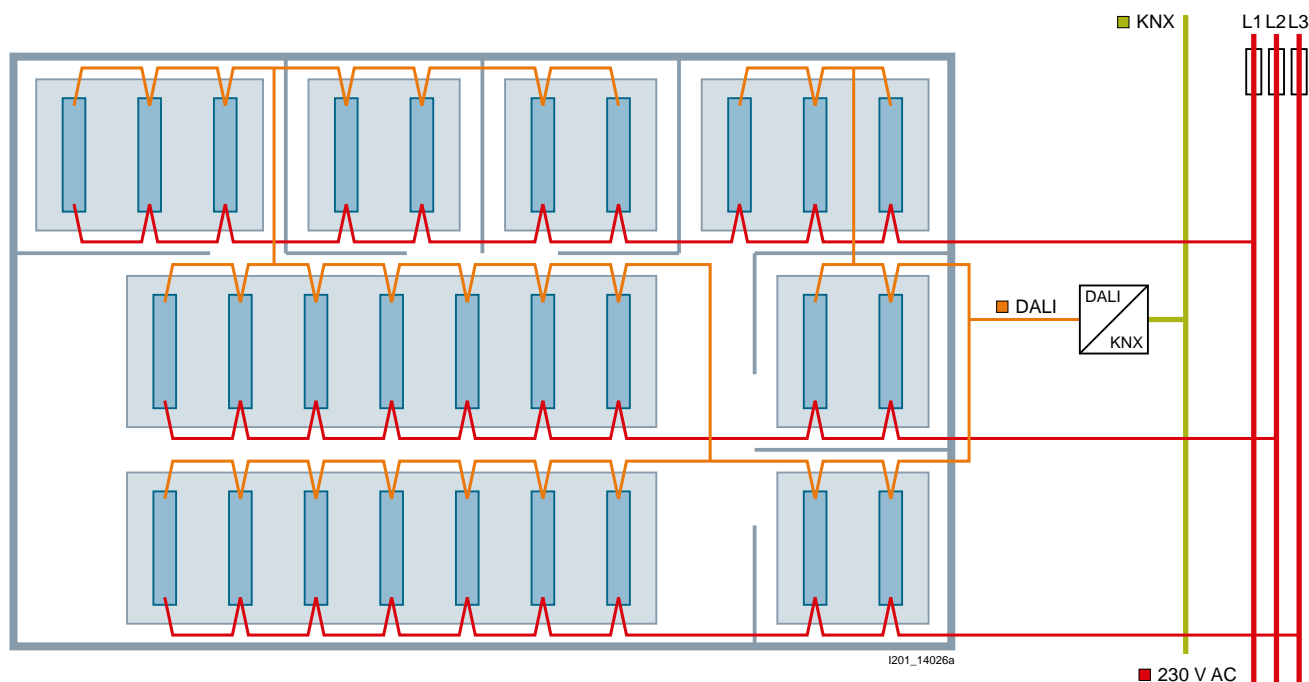 KNX
L1 L2 L3
DALI
DALI
KNX
I201_14026a
230 V AC